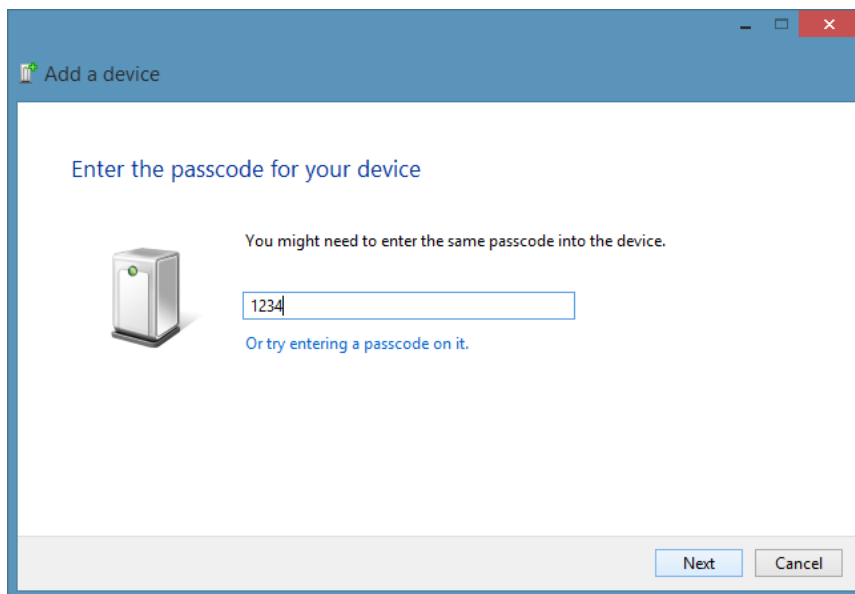 Add a device
Enter the passcode for your device
You might need to enter the same passcode into the device.
1234
Or try entering a passcode on it.
Next Cancel